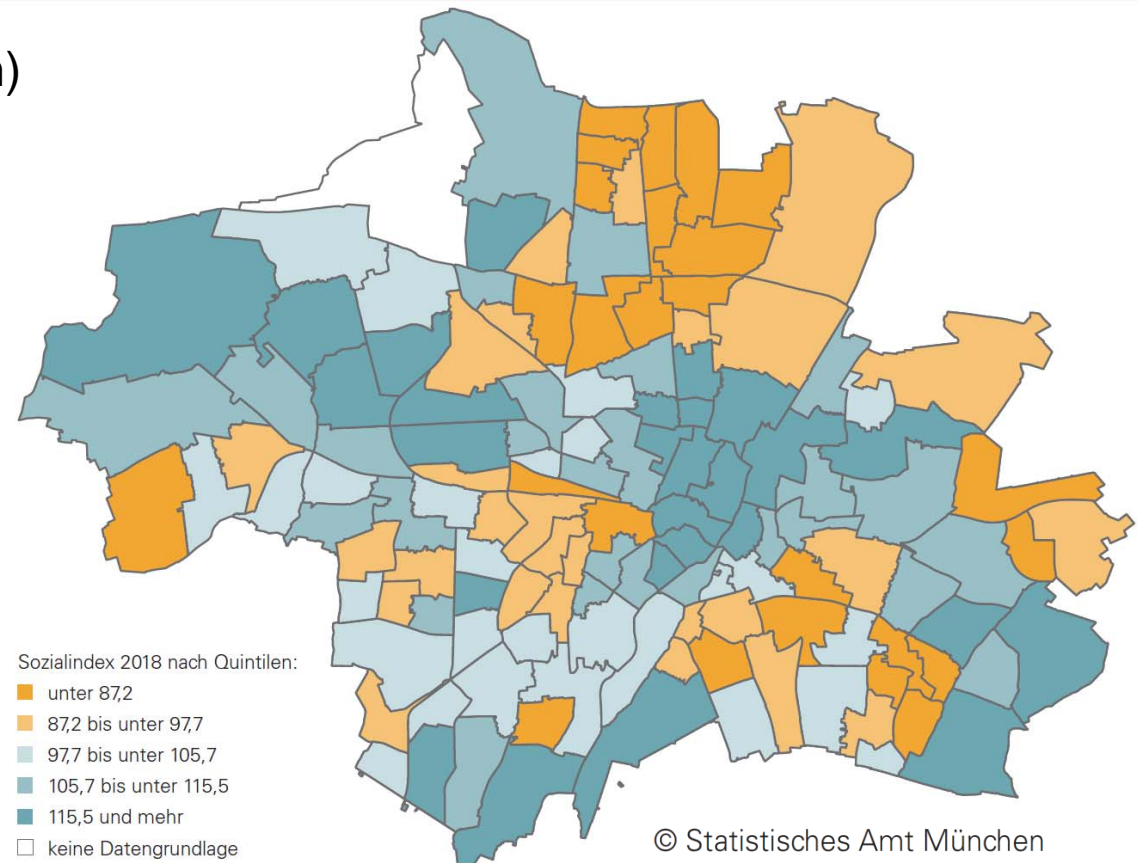 )
Sozialindex 2018 nach Quintilen:
unter 87,2
87,2 bis unter 97,7
97,7 bis unter 105,7
105,7 bis unter 115,5
115,5 und mehr
keine Datengrundlage
© Statistisches Amt München